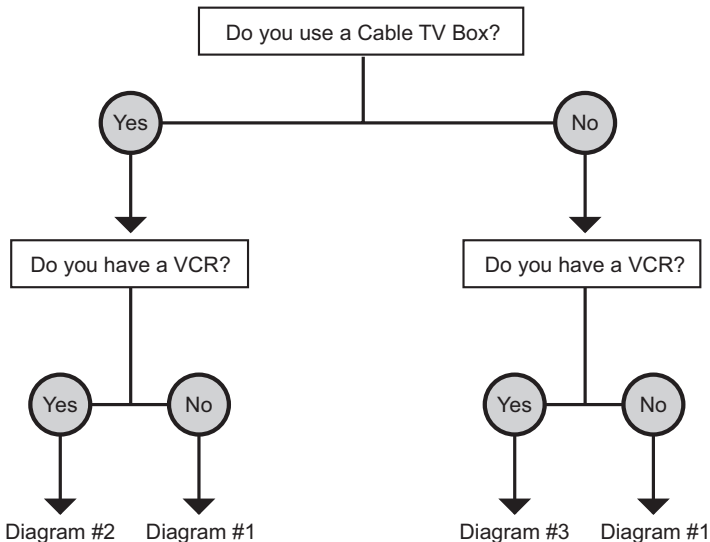 Do you use a Cable TV Box?
Yes
No
Do you have a VCR?
Do you have a VCR?
Yes
No
Yes
No
Diagram #2
Diagram #1
Diagram #3
Diagram #1